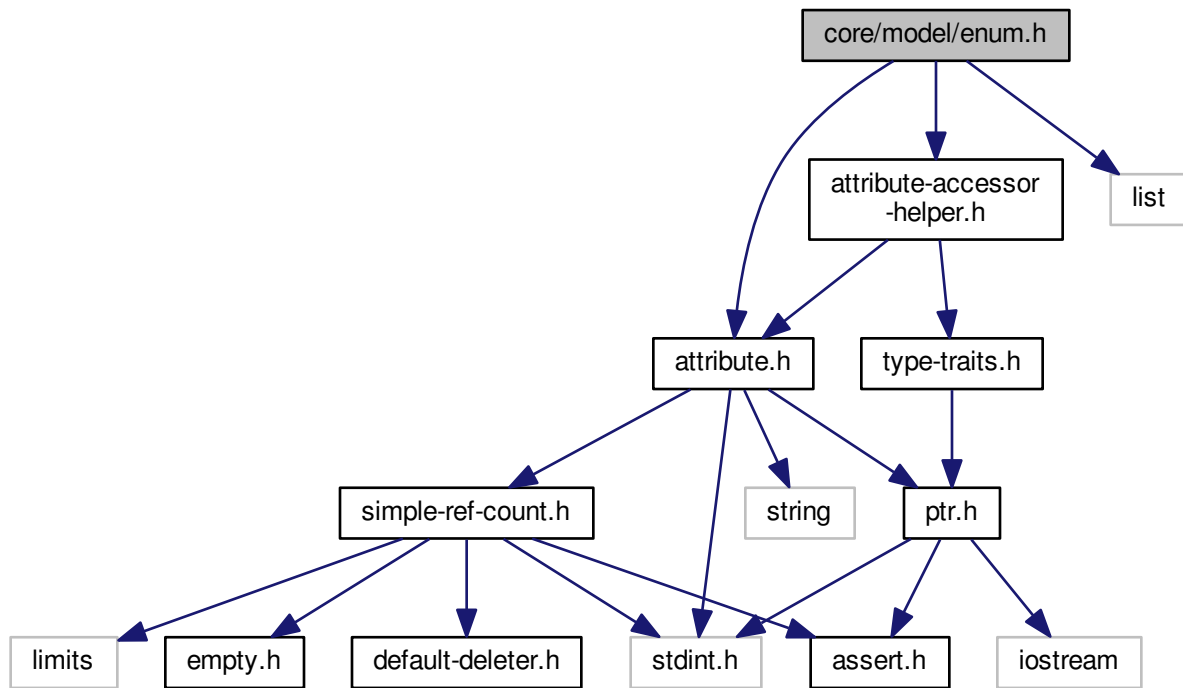 core/model/enum.h
attribute-accessor
-helper.h
list
attribute.h
type-traits.h
simple-ref-count.h
string
ptr.h
limits
empty.h
default-deleter.h
stdint.h
assert.h
iostream